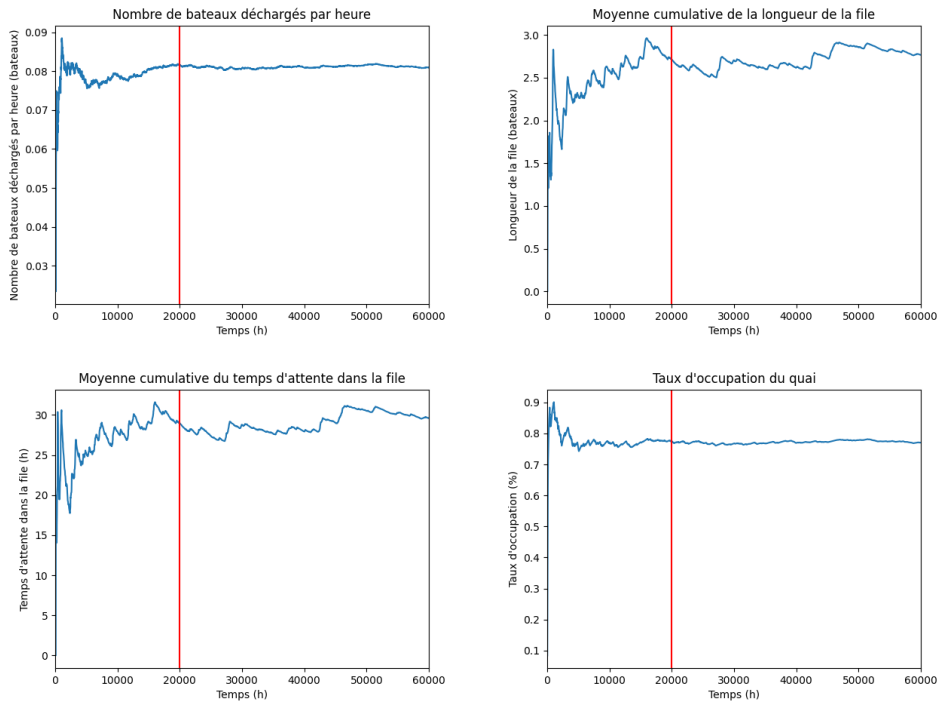 Nombre de bateaux déchargés par heure
Nombre de bateaux déchargés par heure (bateaux)
0.09
0.08
0.07
0.06
0.05
0.04
0.03
0 10000 20000 30000 40000 50000 60000
Temps (h)
Moyenne cumulative de la longueur de la file
Longueur de la file (bateaux)
3.0
2.5
2.0
1.5
1.0
0.5
0.0
0 10000 20000 30000 40000 50000 60000
Temps (h)
Moyenne cumulative du temps d'attente dans la file
Temps d'attente dans la file (h)
30
25
20
15
10
5
0
0 10000 20000 30000 40000 50000 60000
Temps (h)
Taux d'occupation du quai
Taux d'occupation (%)
0.9
0.8
0.7
0.6
0.5
0.4
0.3
0.2
0.1
0 10000 20000 30000 40000 50000 60000
Temps (h)